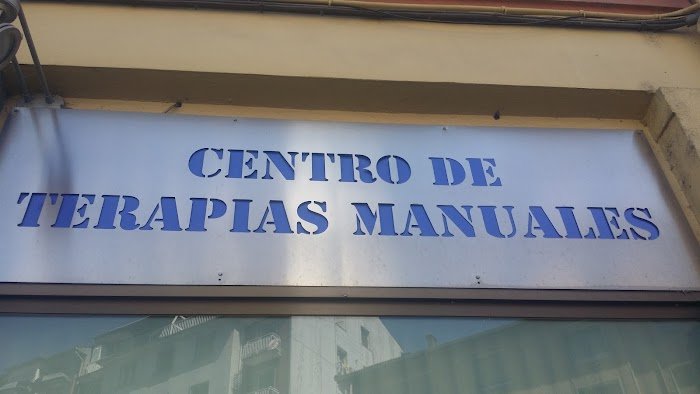 CENTRO DE
TERAPIAS MANUALES